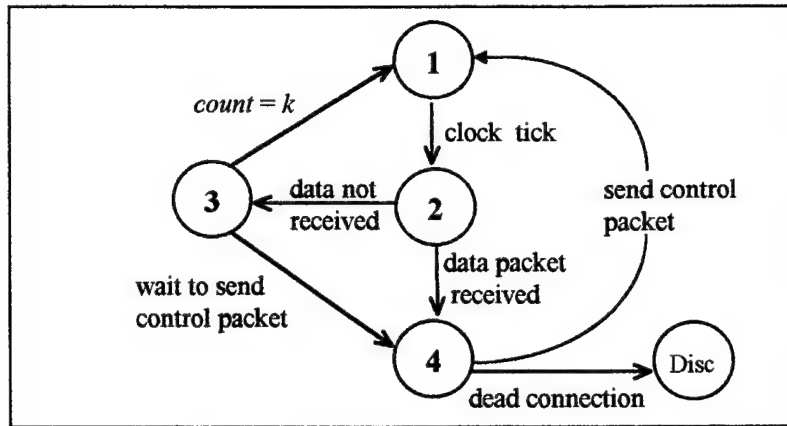 1
count = k
clock tick
3
data not
received
2
send control
packet
data packet
received
wait to send
control packet
4
Disc
dead connection